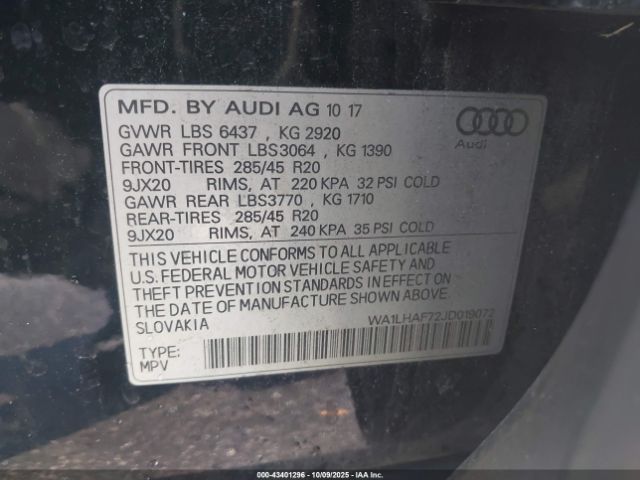 MFD. BY AUDI AG 10 17
GVWR LBS 6437 , KG 2920
GAWR FRONT LBS3064 , KG 1390
FRONT-TIRES 285/45 R20
9JX20 RIMS, AT 220 KPA 32 PSI COLD
GAWR REAR LBS3770 , KG 1710
REAR-TIRES 285/45 R20
9JX20 RIMS, AT 240 KPA 35 PSI COLD
Audi
THIS VEHICLE CONFORMS TO ALL APPLICABLE
U.S. FEDERAL MOTOR VEHICLE SAFETY AND
THEFT PREVENTION STANDARDS IN EFFECT ON
THE DATE OF MANUFACTURE SHOWN ABOVE.
SLOVAKIA
WA1LHAF72JD019072
TYPE:
MPV
000-43401296 - 10/09/2025 - IAAI.COM